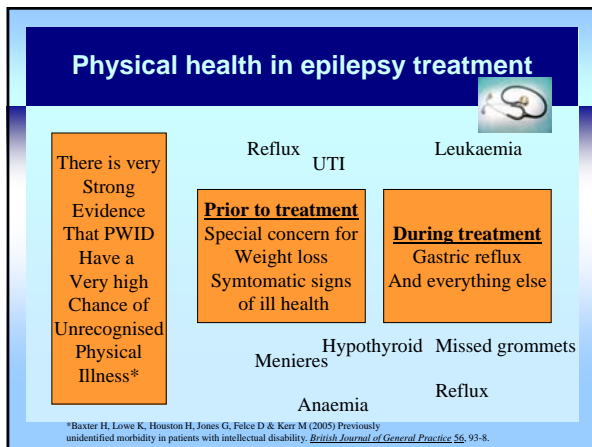 Physical health in epilepsy treatment
There is very
Strong
Evidence
That PWID
Have a
Very high
Chance of
Unrecognised
Physical
Illness*
Reflux
UTI
Leukaemia
Prior to treatment
Special concern for
Weight loss
Symtomatic signs
of ill health
During treatment
Gastric reflux
And everything else
Hypothyroid
Missed grommets
Menieres
Reflux
Anaemia
*Baxter H, Lowe K, Houston H, Jones G, Felce D & Kerr M (2005) Previously
unidentified morbidity in patients with intellectual disability. British Journal of General Practice 56, 93-8.